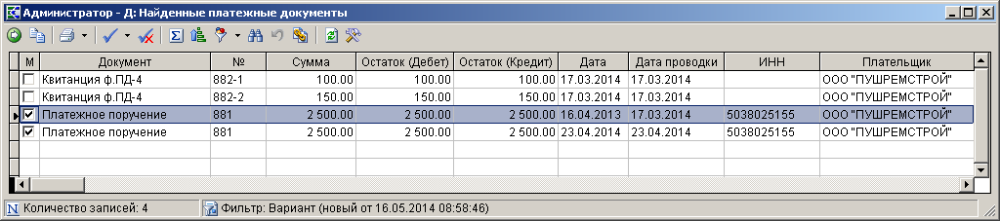 Администратор - Д: Найденные платежные документы
М Документ № Сумма Остаток (Дебет) Остаток (Кредит) Дата Дата проводки ИНН Плательщик
Квитанция ф.ПД-4 882-1 100.00 100.00 100.00 17.03.2014 17.03.2014 ООО "ПУШРЕМСТРОЙ"
Квитанция ф.ПД-4 882-2 150.00 150.00 150.00 17.03.2014 17.03.2014 ООО "ПУШРЕМСТРОЙ"
Платежное поручение 881 2 500.00 2 500.00 2 500.00 16.04.2013 17.03.2014 5038025155 ООО "ПУШРЕМСТРОЙ"
Платежное поручение 881 2 500.00 2 500.00 2 500.00 23.04.2014 23.04.2014 5038025155 ООО "ПУШРЕМСТРОЙ"
N Количество записей: 4 Фильтр: Вариант (новый от 16.05.2014 08:58:46)